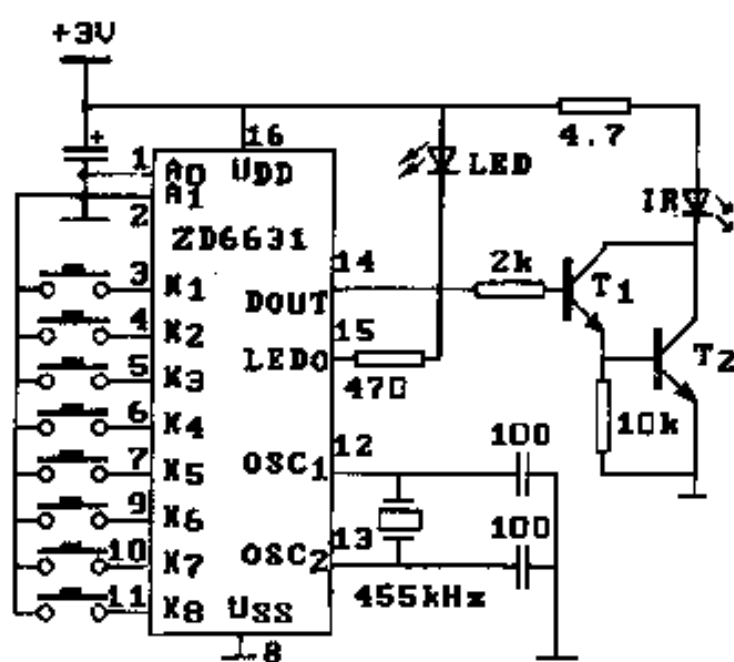 +3V
+
16
4.7
1 A0 UDD LED
A1
2
IR
ZD6631
3 K1
14
2k
T1
DOUT
4 K2
15
LED0
470
T2
5 K3
6 K4
12
100
10k
7 K5
OSC1
9 K6
13
100
10 K7
OSC2
455kHz
11 K8
USS
8